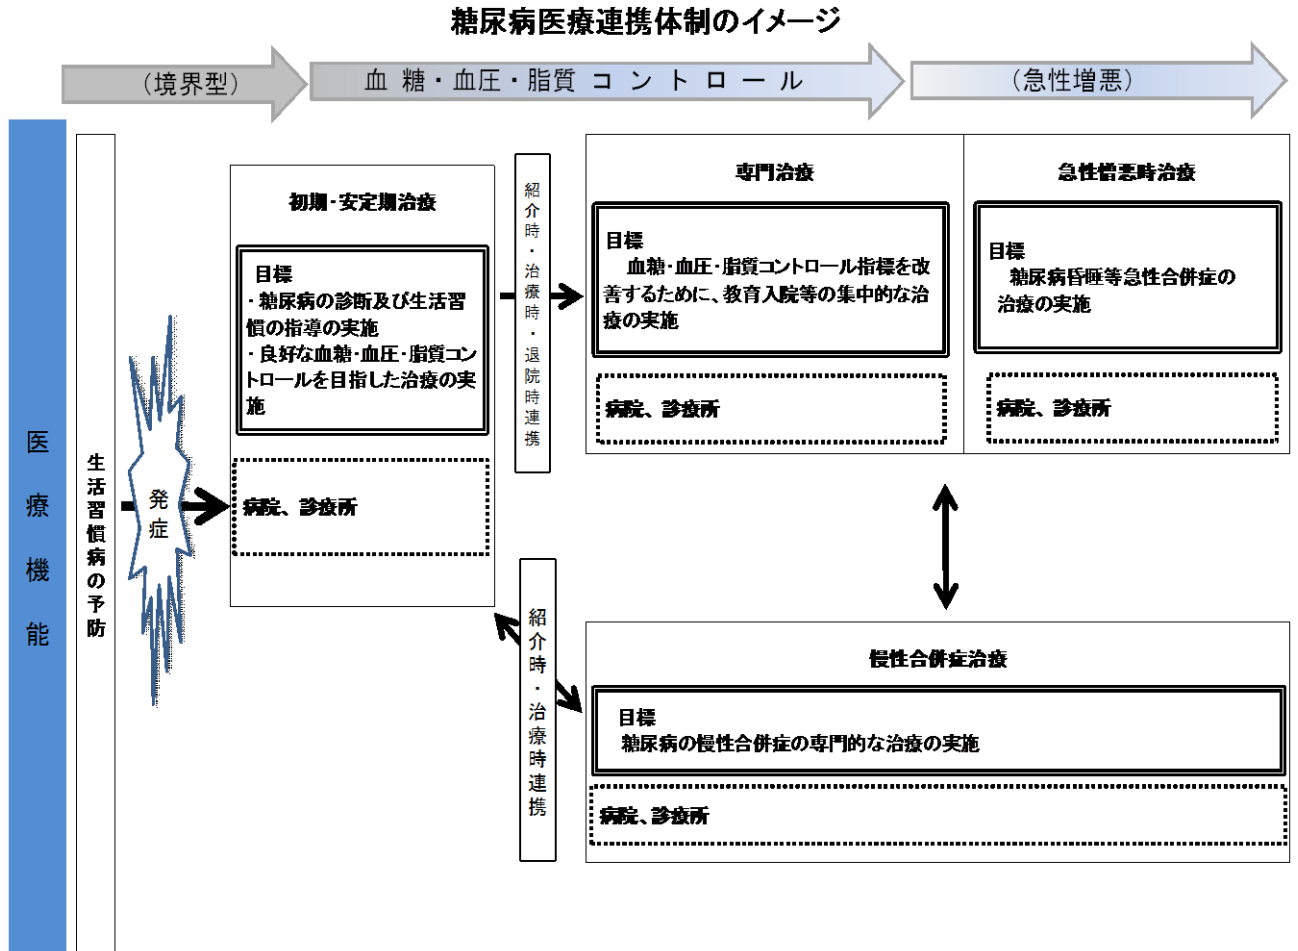 糖尿病医療連携体制のイメージ
（境界型）
血 糖・血圧・脂質 コ ン ト ロ ー ル
（急性増悪）
医療機能
生活習慣病の予防
発症
初期・安定期治療
目標
・糖尿病の診断及び生活習
慣の指導の実施
・良好な血糖・血圧・脂質コン
トロールを目指した治療の実
施
病院、診療所
紹介時・治療時・退院時連携
専門治療
目標
血糖・血圧・脂質コントロール指標を改
善するために、教育入院等の集中的な治
療の実施
病院、診療所
急性増悪時治療
目標
糖尿病昏睡等急性合併症の
治療の実施
病院、診療所
紹介時・治療時連携
慢性合併症治療
目標
糖尿病の慢性合併症の専門的な治療の実施
病院、診療所